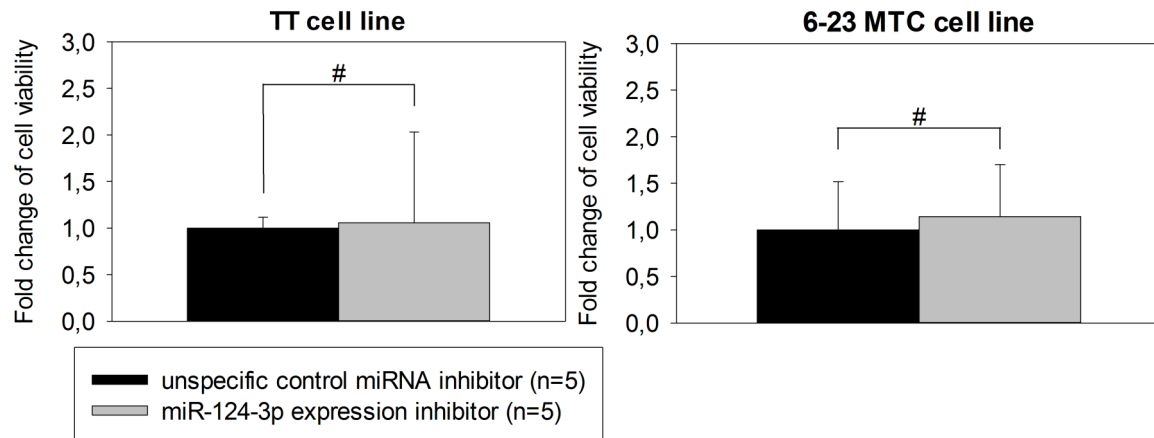 TT cell line
Fold change of cell viability
3,0
2,5
2,0
1,5
1,0
0,5
0,0
#
6-23 MTC cell line
Fold change of cell viability
3,0
2,5
2,0
1,5
1,0
0,5
0,0
#
unspecific control miRNA inhibitor (n=5)
miR-124-3p expression inhibitor (n=5)